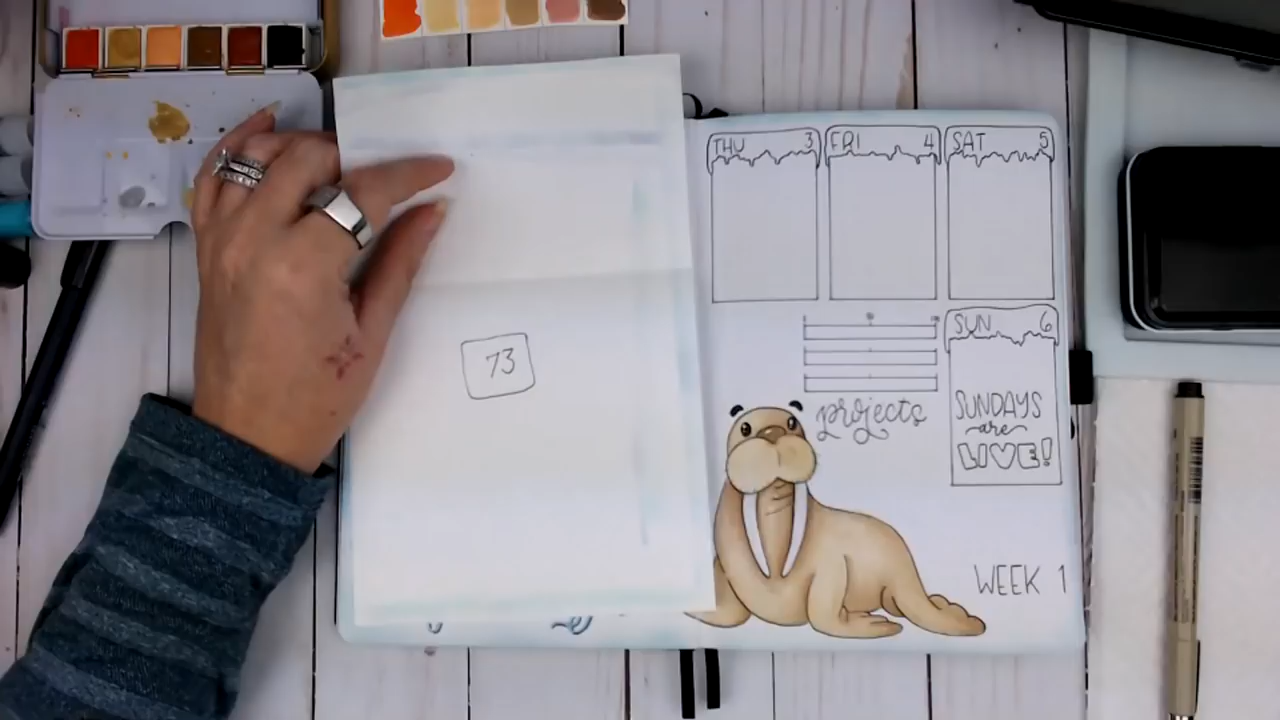 THU 3
FRI 4
SAT 5
73
SUN 6
SUNDAYS
are
LIVE!
projects
WEEK 1